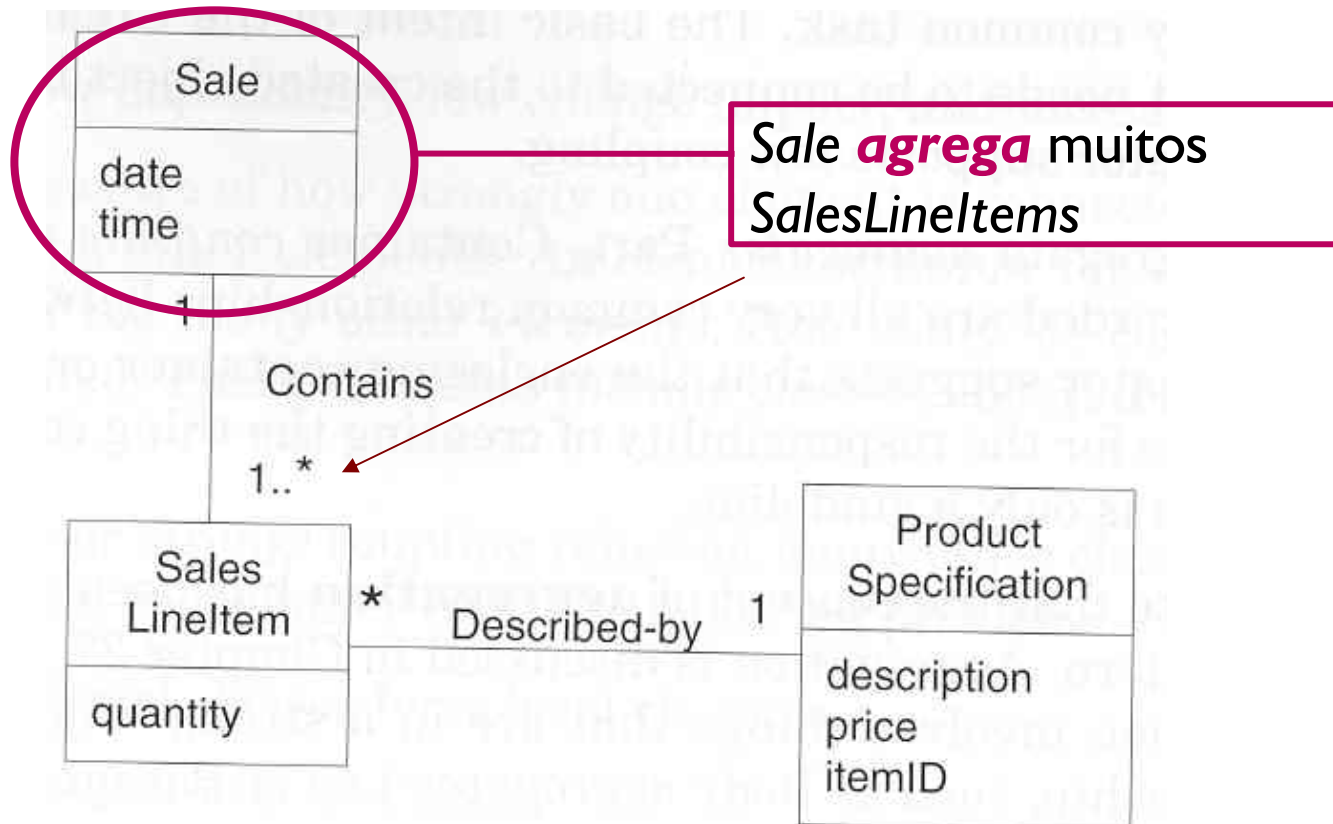 Sale
date
time
Sale agrega muitos
SalesLineItems
1
Contains
1..*
Sales
LineItem
quantity
*
Described-by
1
Product
Specification
description
price
itemID